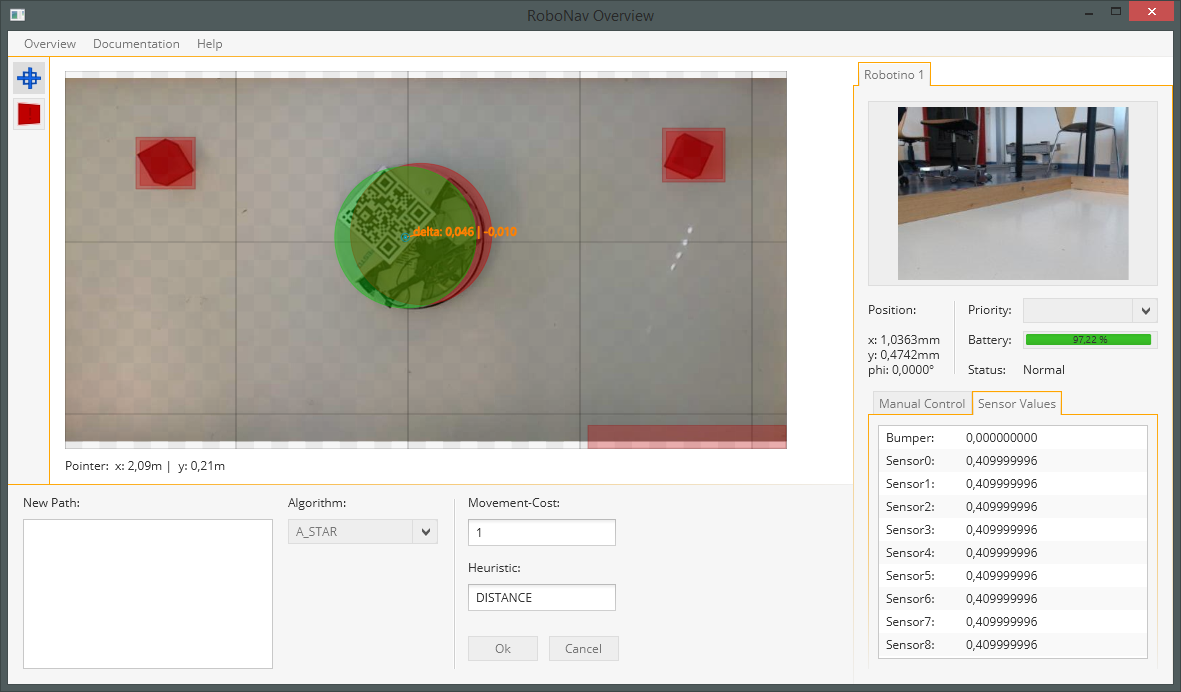 RoboNav Overview
Overview Documentation Help
Robotino 1
delta: 0,046 | -0,010
Position:
x: 1,0363mm
y: 0,4742mm
phi: 0,0000°
Priority:
Battery: 97,22 %
Status: Normal
Manual Control Sensor Values
Bumper: 0,000000000
Sensor0: 0,409999996
Sensor1: 0,409999996
Sensor2: 0,409999996
Sensor3: 0,409999996
Sensor4: 0,409999996
Sensor5: 0,409999996
Sensor6: 0,409999996
Sensor7: 0,409999996
Sensor8: 0,409999996
Pointer: x: 2,09m | y: 0,21m
New Path:
Algorithm:
A_STAR
Movement-Cost:
1
Heuristic:
DISTANCE
Ok Cancel